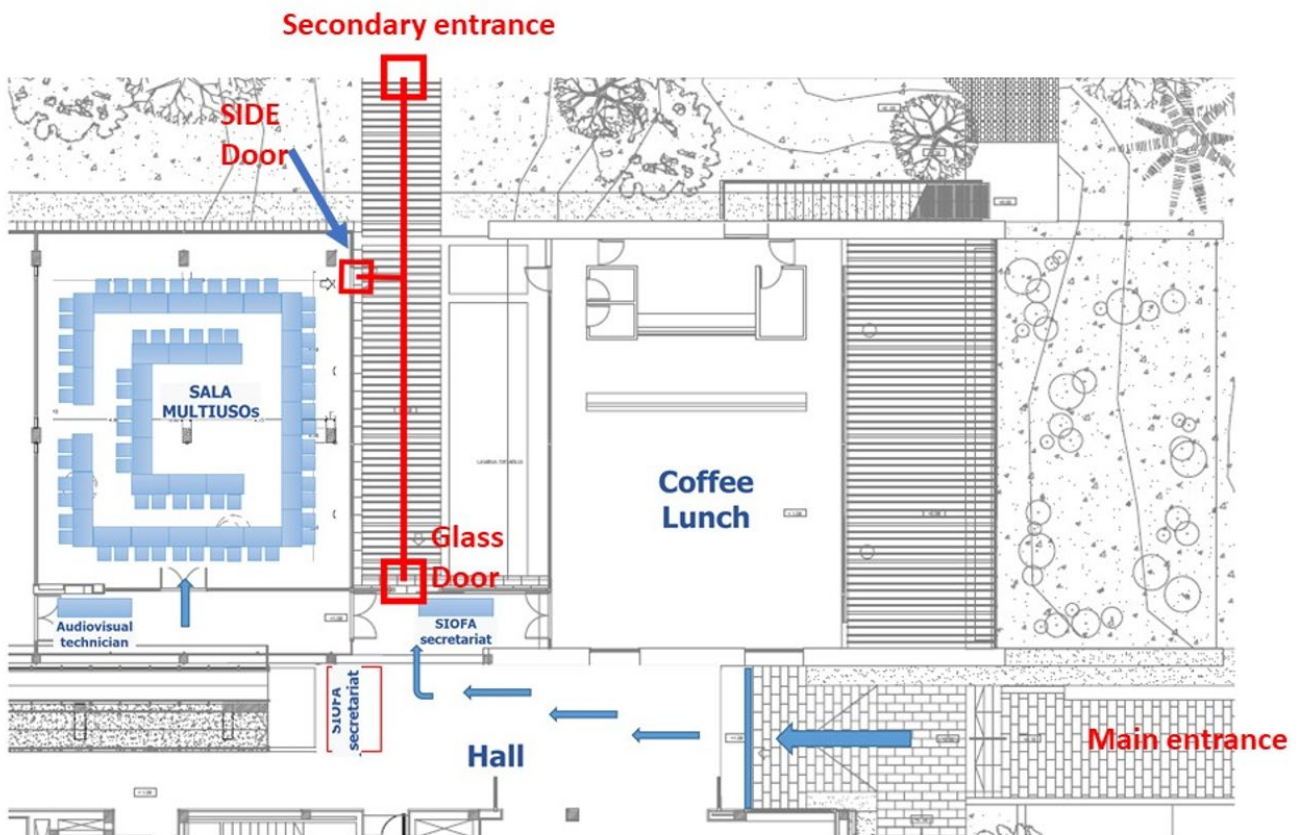 Secondary entrance
SIDE
Door
SALA
MULTIUSOs
Coffee
Lunch
Glass
Door
Audiovisual
technician
SIOFA
secretariat
SIOFA
secretariat
Hall
Main entrance